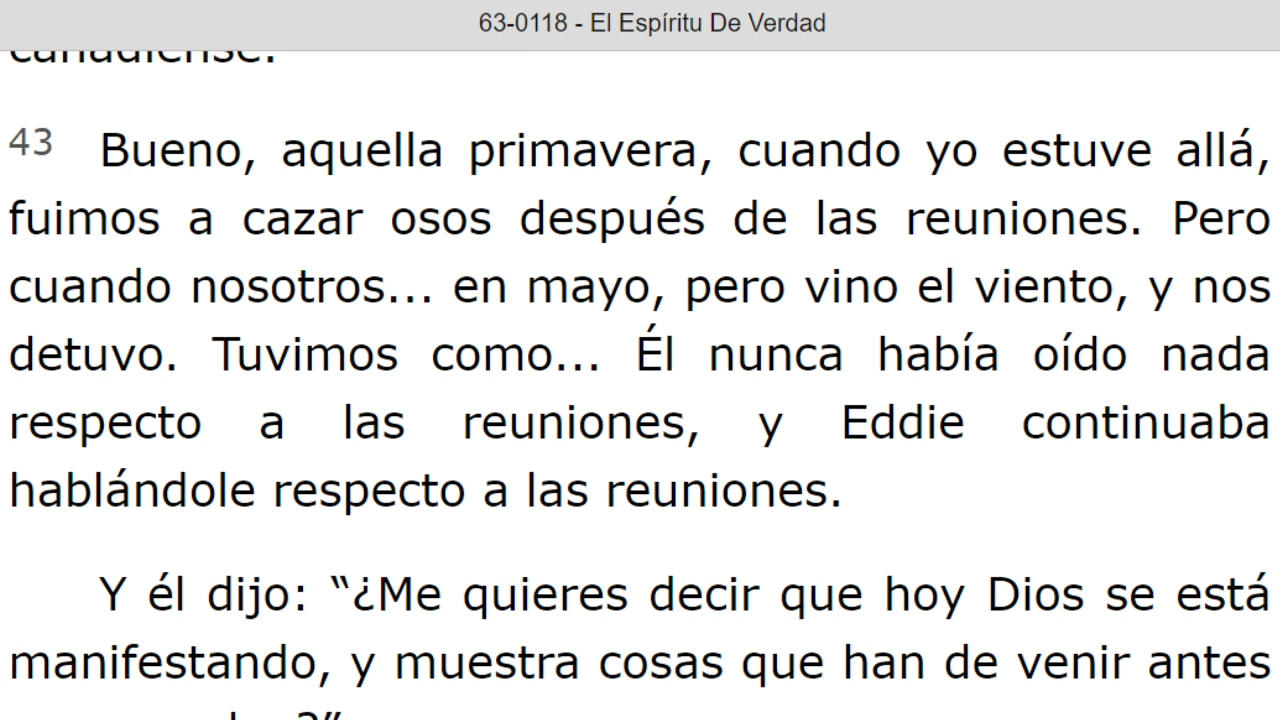 63-0118 - El Espíritu De Verdad
canadiense.
43 Bueno, aquella primavera, cuando yo estuve allá,
fuimos a cazar osos después de las reuniones. Pero
cuando nosotros... en mayo, pero vino el viento, y nos
detuvo. Tuvimos como... Él nunca había oído nada
respecto a las reuniones, y Eddie continuaba
hablándole respecto a las reuniones.
Y él dijo: “¿Me quieres decir que hoy Dios se está
manifestando, y muestra cosas que han de venir antes